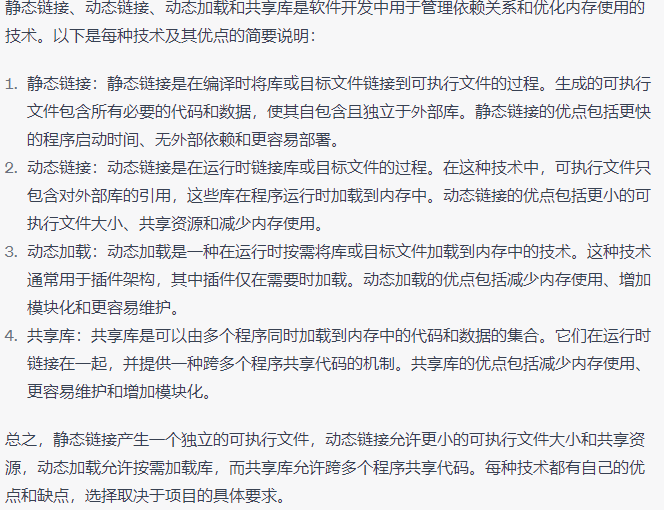 静态链接、动态链接、动态加载和共享库是软件开发中用于管理依赖关系和优化内存使用的
技术。以下是每种技术及其优点的简要说明：
1. 静态链接：静态链接是在编译时将库或目标文件链接到可执行文件的过程。生成的可执行
文件包含所有必要的代码和数据，使其自包含且独立于外部库。静态链接的优点包括更快
的程序启动时间、无外部依赖和更容易部署。
2. 动态链接：动态链接是在运行时链接库或目标文件的过程。在这种技术中，可执行文件只
包含对外部库的引用，这些库在程序运行时加载到内存中。动态链接的优点包括更小的可
执行文件大小、共享资源和减少内存使用。
3. 动态加载：动态加载是一种在运行时按需将库或目标文件加载到内存中的技术。这种技术
通常用于插件架构，其中插件仅在需要时加载。动态加载的优点包括减少内存使用、增加
模块化和更容易维护。
4. 共享库：共享库是可以由多个程序同时加载到内存中的代码和数据的集合。它们在运行时
链接在一起，并提供一种跨多个程序共享代码的机制。共享库的优点包括减少内存使用、
更容易维护和增加模块化。
总之，静态链接产生一个独立的可执行文件，动态链接允许更小的可执行文件大小和共享资
源，动态加载允许按需加载库，而共享库允许跨多个程序共享代码。每种技术都有自己的优
点和缺点，选择取决于项目的具体要求。